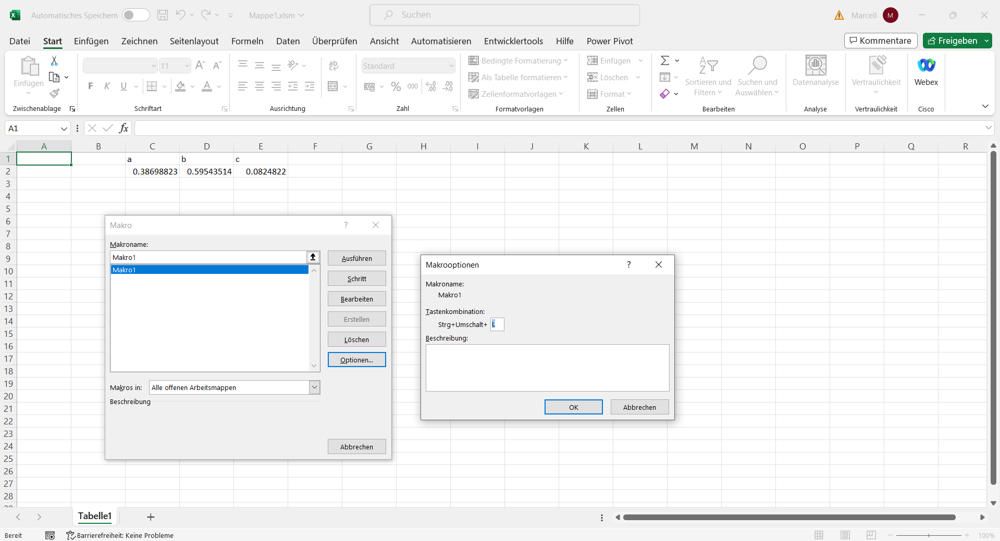 Automatisches Speichern
Mappe1.xlsm
Suchen
Marcell
M
Datei Start Einfügen Zeichnen Seitenlayout Formeln Daten Überprüfen Ansicht Automatisieren Entwicklertools Hilfe Power Pivot
Kommentare
Freigeben
Einfügen
Zwischenablage
11
F K U
Schriftart
ab
Ausrichtung
Standard
% 000
Zahl
Bedingte Formatierung
Als Tabelle formatieren
Zellenformatvorlagen
Formatvorlagen
Einfügen
Löschen
Format
Zellen
Sortieren und
Filtern
Suchen und
Auswählen
Bearbeiten
Datenanalyse
Analyse
Vertraulichkeit
Vertraulichkeit
Webex
Cisco
A1
fx
A B C D E F G H I J K L M N O P Q R
1 a b c
2 0.38698823 0.59543514 0.0824822
3
4
5
6
7
8
9
10
11
12
13
14
15
16
17
18
19
20
21
22
23
24
25
26
27
28
Makro
?
Makroname:
Makro1
Makro1
Ausführen
Schritt
Bearbeiten
Erstellen
Löschen
Optionen...
Makros in: Alle offenen Arbeitsmappen
Beschreibung
Abbrechen
Makrooptionen
?
Makroname:
Makro1
Tastenkombination:
Strg+Umschalt+ L
Beschreibung:
OK
Abbrechen
Tabelle1
Bereit
Barrierefreiheit: Keine Probleme
100%